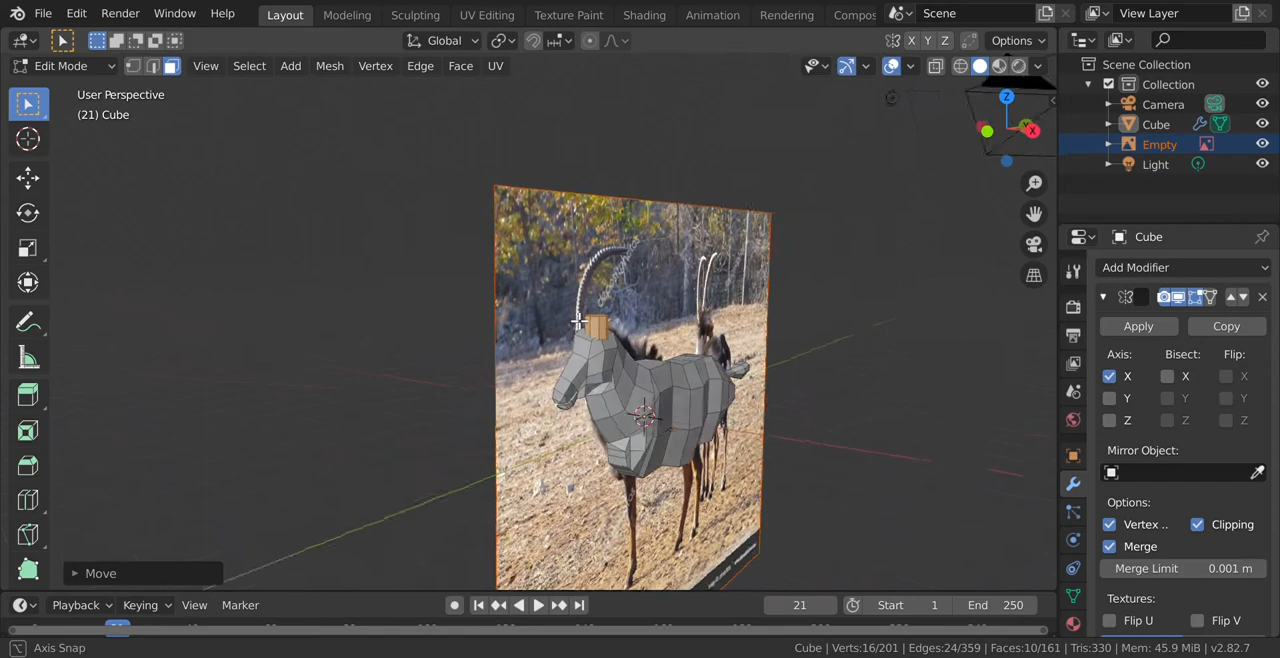 File Edit Render Window Help Layout Modeling Sculpting UV Editing Texture Paint Shading Animation Rendering Compos Scene View Layer
Global X Y Z Options
Edit Mode View Select Add Mesh Vertex Edge Face UV
User Perspective
(21) Cube
Z
X
Scene Collection
Collection
Camera
Cube
Empty
Light
Cube
Add Modifier
Apply Copy
Axis: Bisect: Flip:
X X X
Y Y Y
Z Z Z
Mirror Object:
Options:
Vertex .. Clipping
Merge
Merge Limit 0.001 m
Textures:
Flip U Flip V
Move
Playback Keying View Marker 21 Start 1 End 250
Axis Snap Cube | Verts:16/201 | Edges:24/359 | Faces:10/161 | Tris:330 | Mem: 45.9 MiB | v2.82.7